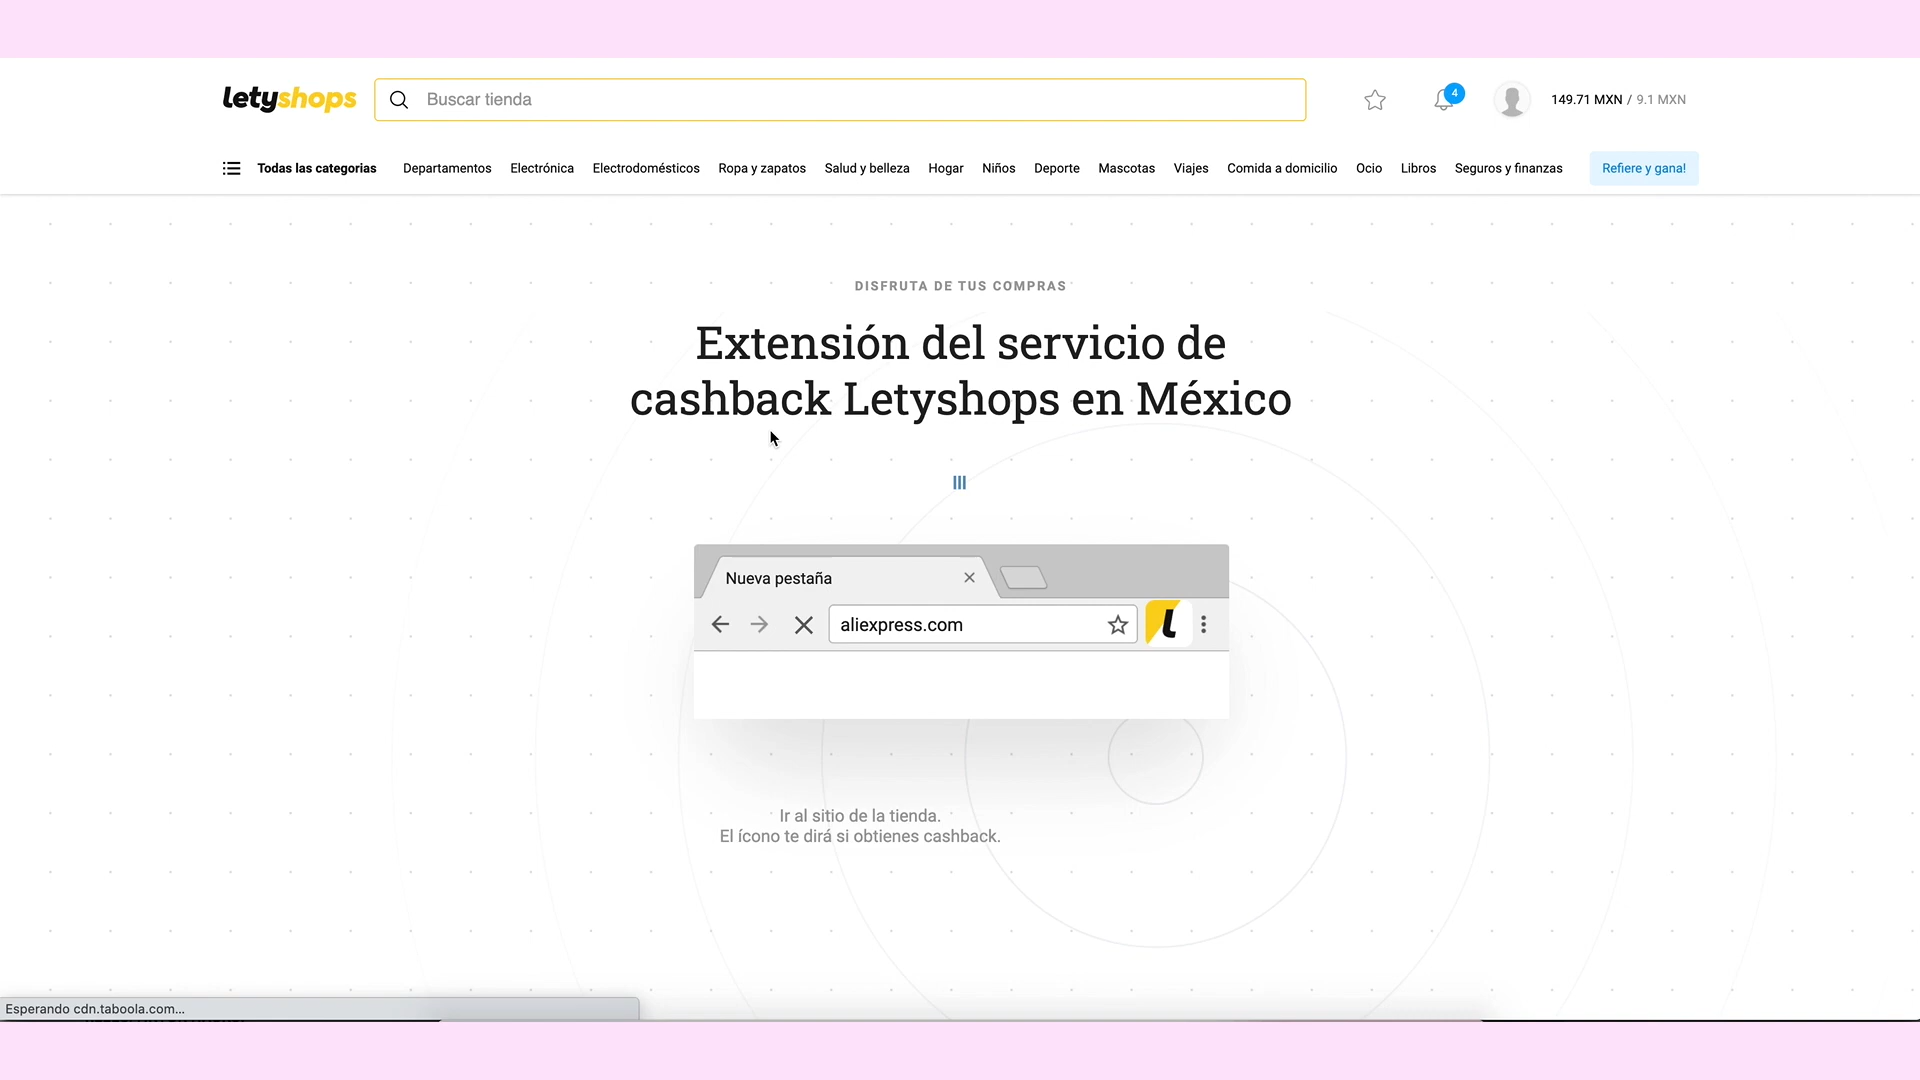 letyshops
Buscar tienda
4
149.71 MXN / 9.1 MXN
Todas las categorias
Departamentos
Electrónica
Electrodomésticos
Ropa y zapatos
Salud y belleza
Hogar
Niños
Deporte
Mascotas
Viajes
Comida a domicilio
Ocio
Libros
Seguros y finanzas
Refiere y gana!
DISFRUTA DE TUS COMPRAS
Extensión del servicio de
cashback Letyshops en México
Nueva pestaña
aliexpress.com
L
Ir al sitio de la tienda.
El ícono te dirá si obtienes cashback.
Esperando cdn.taboola.com...